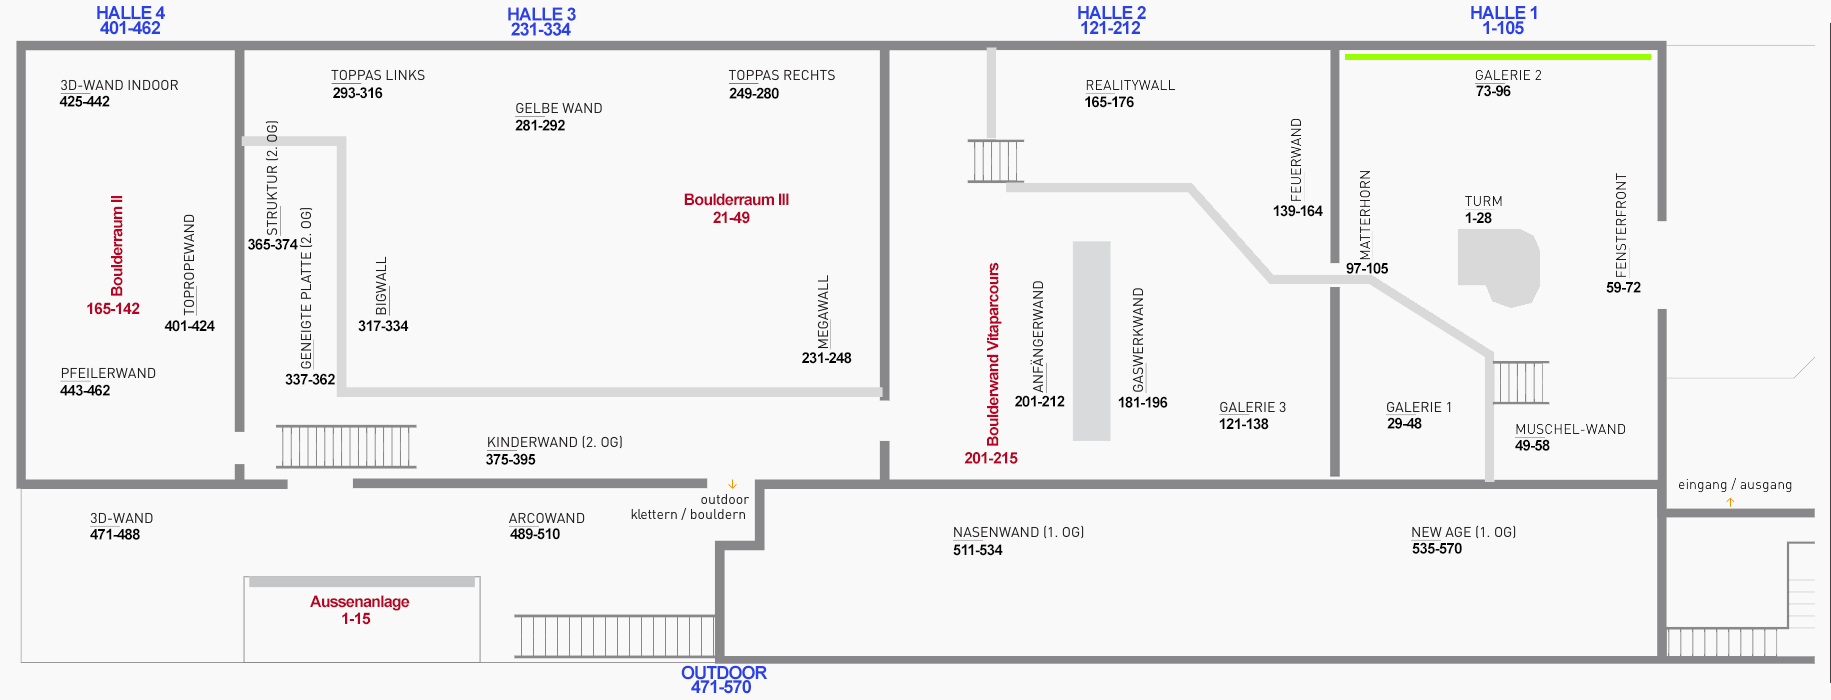 HALLE 4
401-462
HALLE 3
231-334
HALLE 2
121-212
HALLE 1
1-105
3D-WAND INDOOR
425-442
TOPPAS LINKS
293-316
GELBE WAND
281-292
TOPPAS RECHTS
249-280
REALITYWALL
165-176
GALERIE 2
73-96
STRUKTUR (2. OG)
365-374
Boulderraum II
165-142
TOPROPEWAND
401-424
GENEIGTE PLATTE (2. OG)
337-362
BIGWALL
317-334
Boulderraum III
21-49
MEGAWALL
231-248
FEUERWAND
139-164
MATTERHORN
97-105
TURM
1-28
FENSTERFRONT
59-72
PFEILERWAND
443-462
Boulderwand Vitaparcours
201-215
ANFÄNGERWAND
201-212
GASWERKWAND
181-196
GALERIE 3
121-138
GALERIE 1
29-48
MUSCHEL-WAND
49-58
KINDERWAND (2. OG)
375-395
outdoor
klettern / bouldern
eingang / ausgang
3D-WAND
471-488
ARCOWAND
489-510
NASENWAND (1. OG)
511-534
NEW AGE (1. OG)
535-570
Aussenanlage
1-15
OUTDOOR
471-570